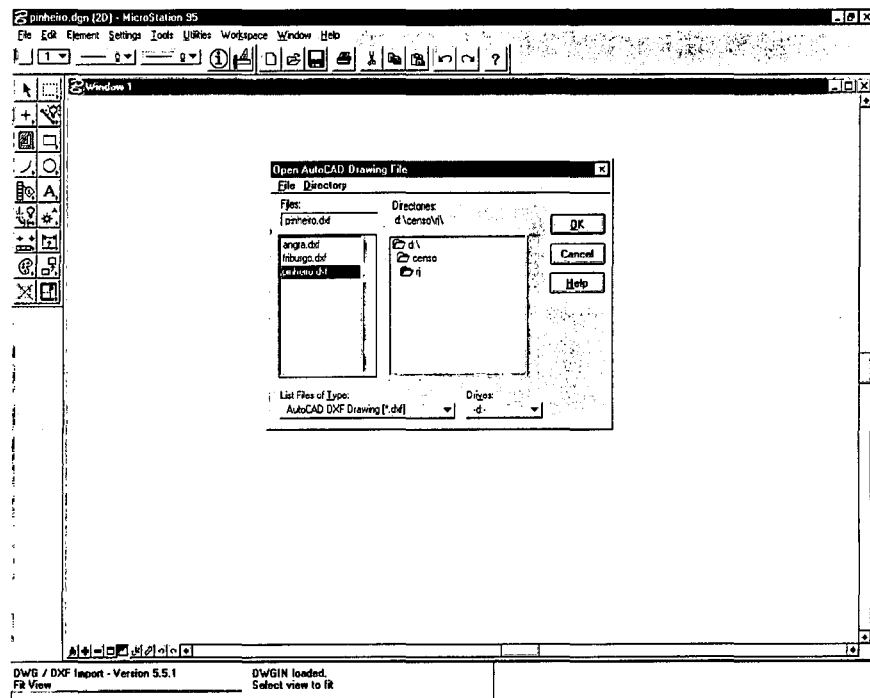 pinheiro.dgn (2D) - MicroStation 95
File Edit Element Settings Tools Utilities Workspace Window Help
1 0 0
Window 1
Open AutoCAD Drawing File
File Directory
Files: Directories:
pinheiro.dxf d:\censo\rj\
OK
angra.dxf d:\
friburgo.dxf censo
pinheiro.dxf rj
Cancel
Help
List Files of Type: Drives:
AutoCAD DXF Drawing [*.dxf] -d-
DWG / DXF Import - Version 5.5.1 DWGIN loaded.
Fit View Select view to fit